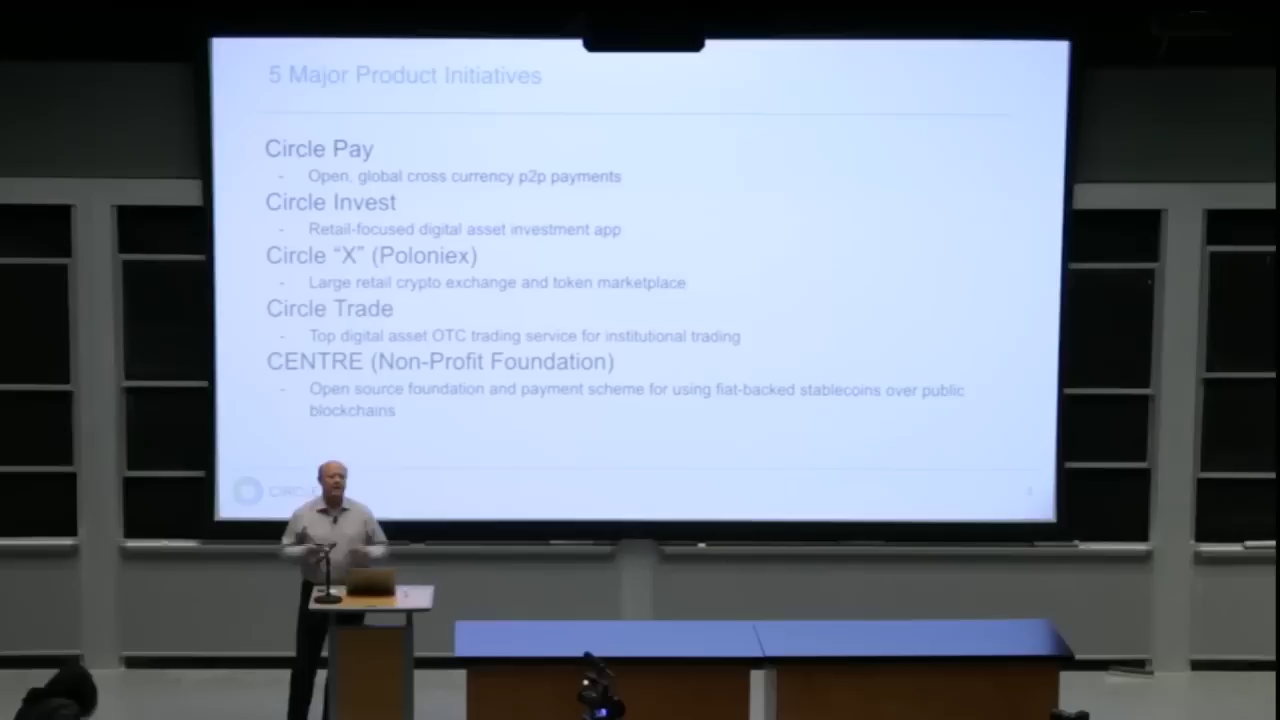 5 Major Product Initiatives
Circle Pay
- Open, global cross currency p2p payments
Circle Invest
- Retail-focused digital asset investment app
Circle “X” (Poloniex)
- Large retail crypto exchange and token marketplace
Circle Trade
- Top digital asset OTC trading service for institutional trading
CENTRE (Non-Profit Foundation)
- Open source foundation and payment scheme for using fiat-backed stablecoins over public
blockchains